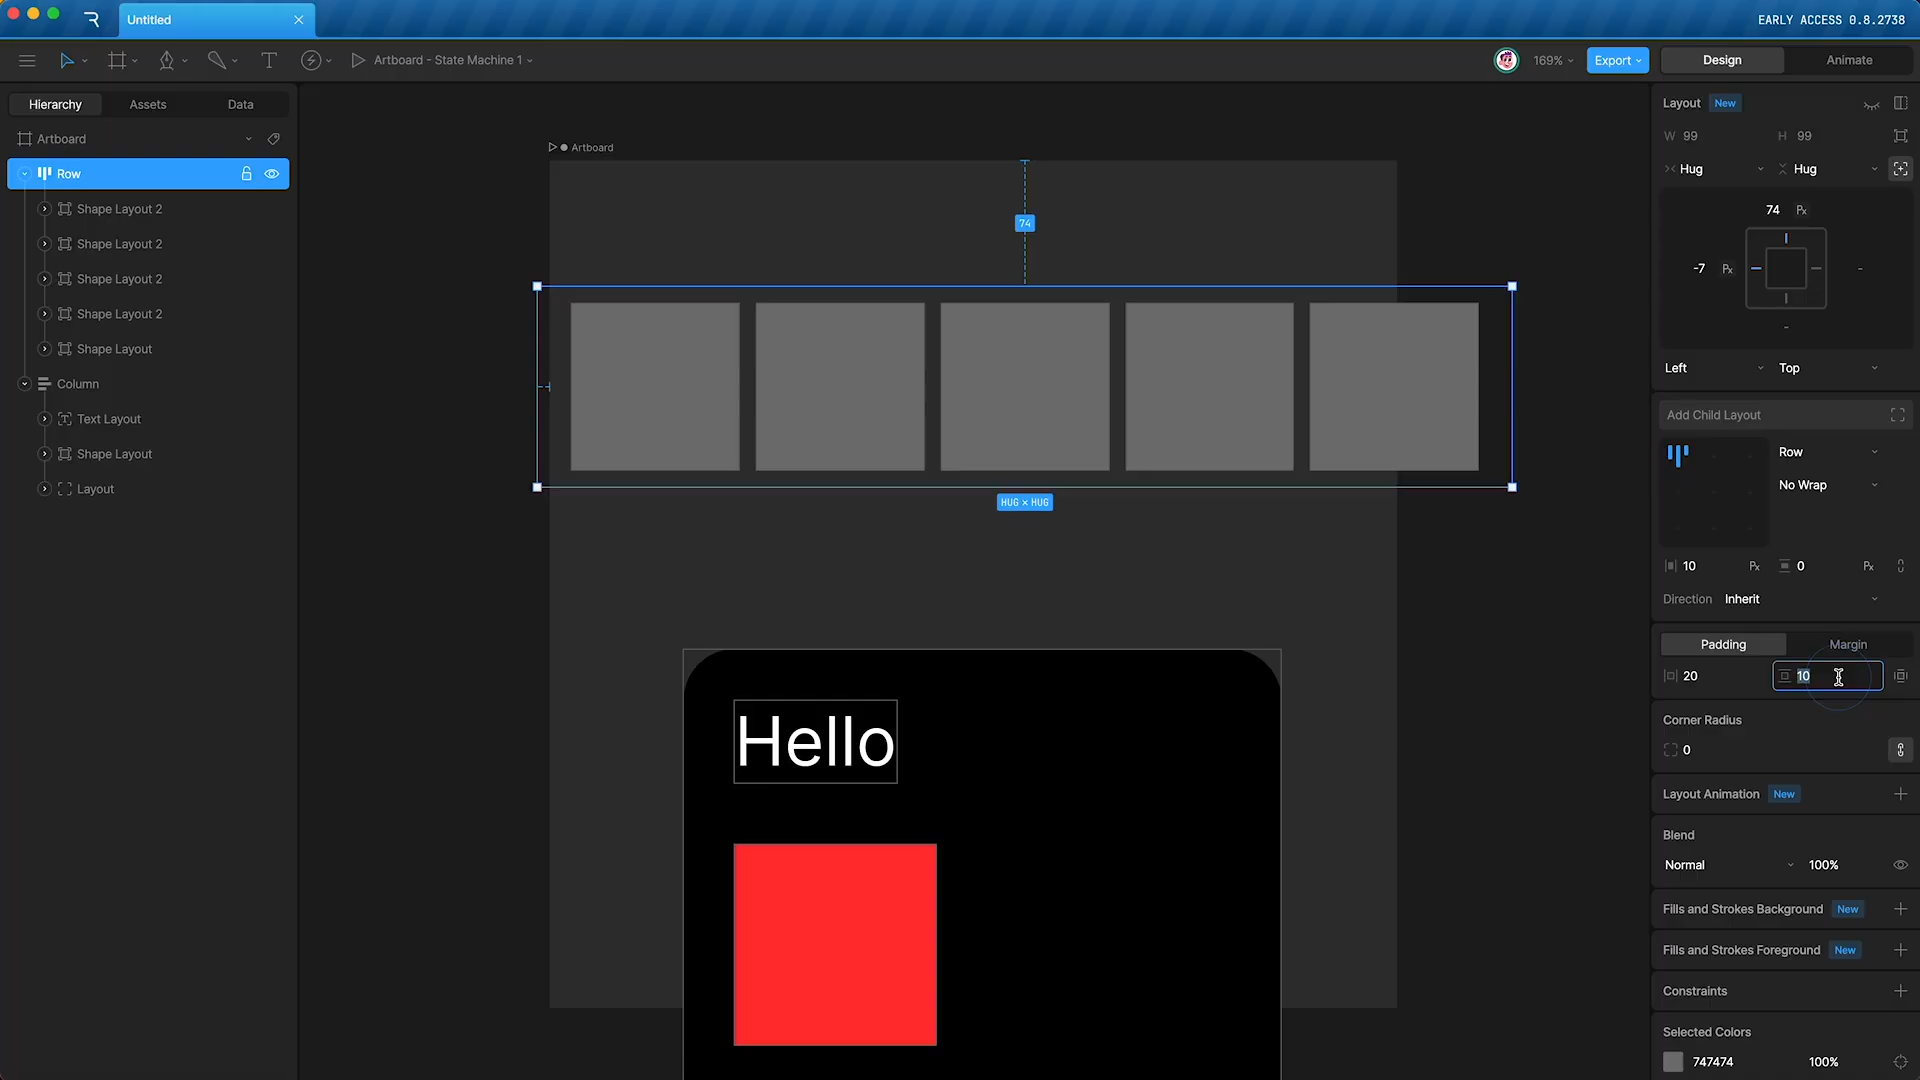 Untitled
EARLY ACCESS 0.8.2738
Artboard - State Machine 1
169%
Export
Design
Animate
Hierarchy
Assets
Data
Artboard
Row
Shape Layout 2
Shape Layout 2
Shape Layout 2
Shape Layout 2
Shape Layout
Column
Text Layout
Shape Layout
Layout
Artboard
74
HUG × HUG
Hello
Layout New
W 99
H 99
Hug
Hug
74 Px
-7 Px
-
-
Left
Top
Add Child Layout
Row
No Wrap
10 Px
0 Px
Direction Inherit
Padding
Margin
20
10
Corner Radius
0
Layout Animation New
Blend
Normal
100%
Fills and Strokes Background New
Fills and Strokes Foreground New
Constraints
Selected Colors
747474
100%